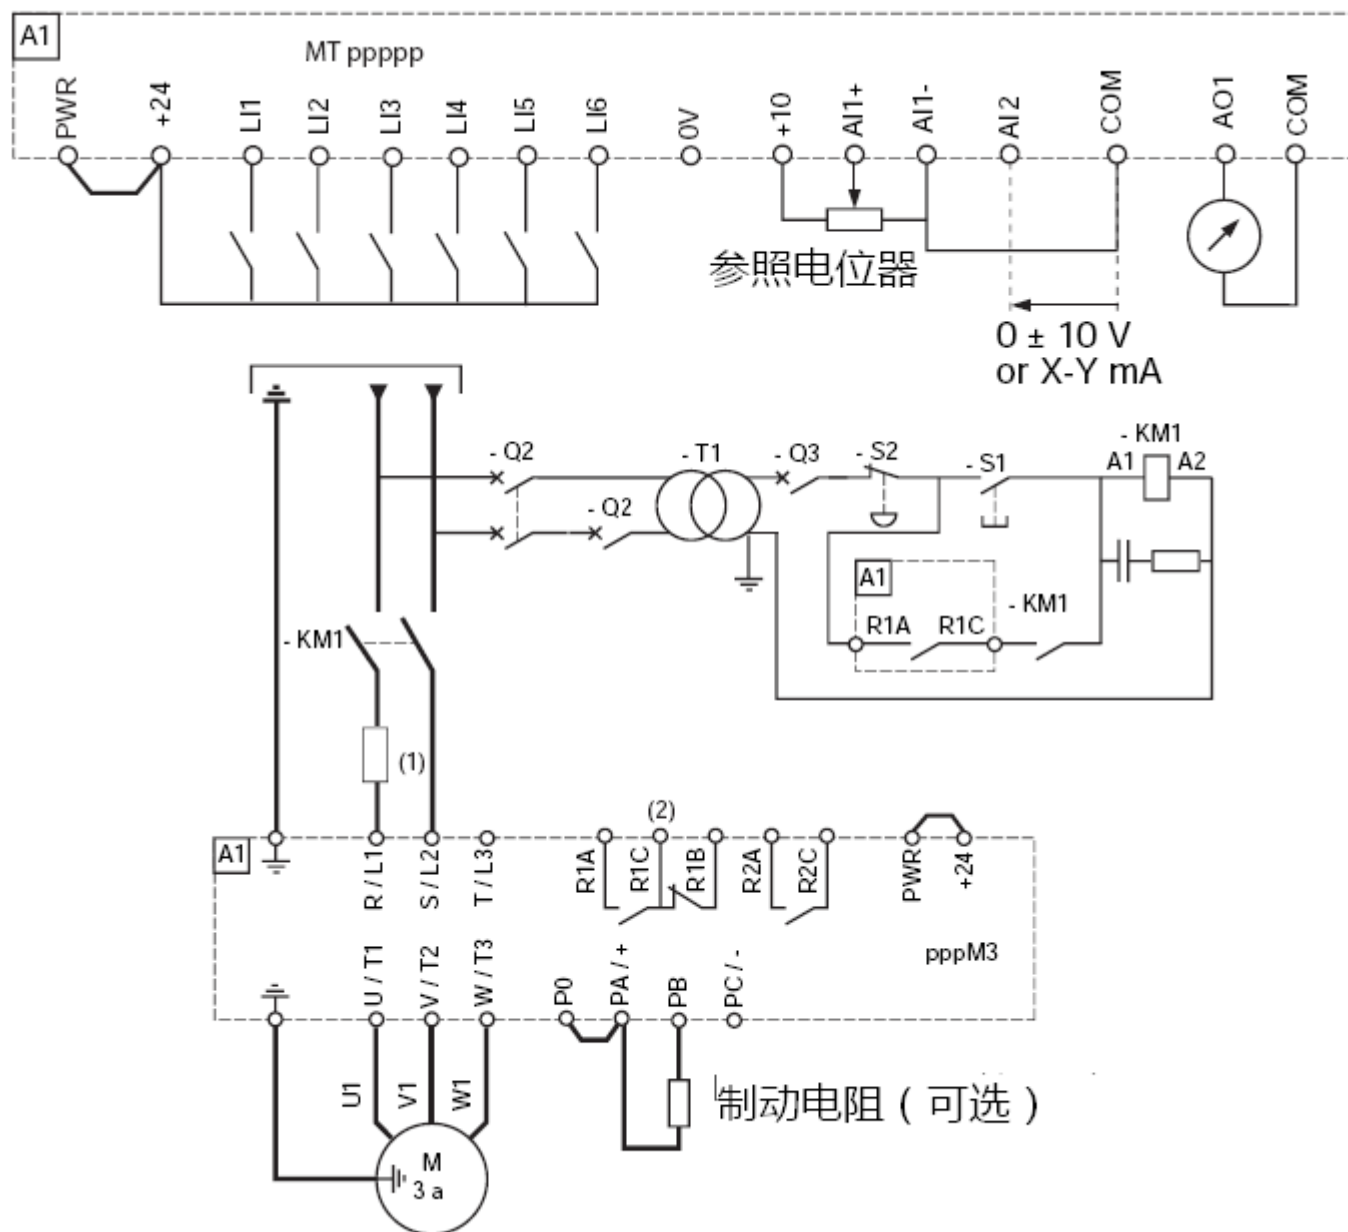 A1
MT ppppp
PWR
+24
LI1
LI2
LI3
LI4
LI5
LI6
0V
+10
AI1+
AI1-
AI2
COM
AO1
COM
参照电位器
0 ± 10 V
or X-Y mA
- Q2
- T1
- Q3
- S2
- S1
- KM1
A1
A2
- Q2
A1
R1A
R1C
- KM1
- KM1
(1)
(2)
A1
R / L1
S / L2
T / L3
R1A
R1C
R1B
R2A
R2C
PWR
+24
pppM3
U / T1
V / T2
W / T3
P0
PA / +
PB
PC / -
U1
V1
W1
制动电阻（可选）
M
3 a